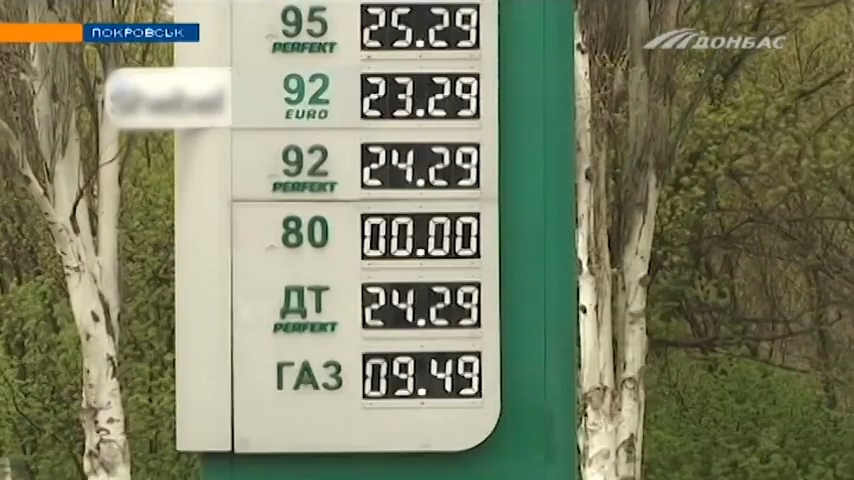 ПОКРОВСЬК
ДОНБАС
95 25.29
PERFEKT
92 23.29
EURO
92 24.29
PERFEKT
80 00.00
ДТ 24.29
PERFEKT
ГАЗ 09.49